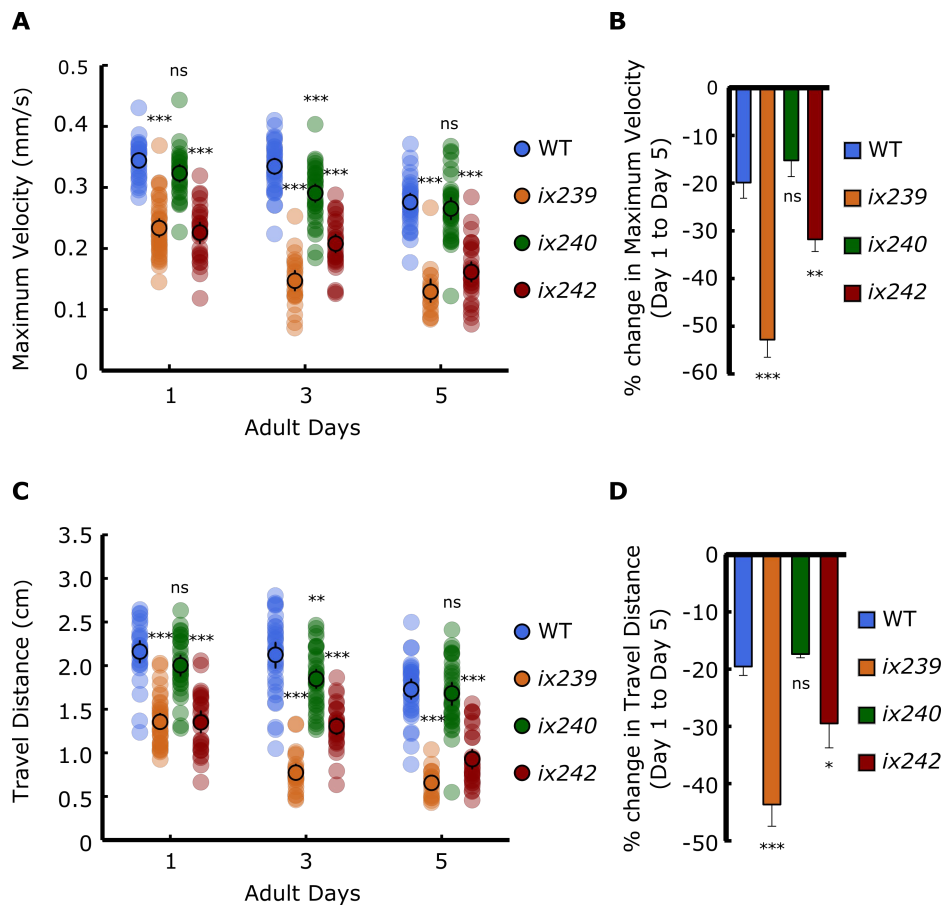 A
Maximum Velocity (mm/s)
0.5
0.4
0.3
0.2
0.1
0
ns
***
***
***
***
***
ns
***
***
1
3
5
Adult Days
WT
ix239
ix240
ix242
B
% change in Maximum Velocity
(Day 1 to Day 5)
0
-10
-20
-30
-40
-50
-60
ns
**
***
WT
ix239
ix240
ix242
C
Travel Distance (cm)
3.5
3.0
2.5
2.0
1.5
1.0
0.5
0
ns
***
***
**
***
***
ns
***
***
1
3
5
Adult Days
WT
ix239
ix240
ix242
D
% change in Travel Distance
(Day 1 to Day 5)
0
-10
-20
-30
-40
-50
ns
*
***
WT
ix239
ix240
ix242